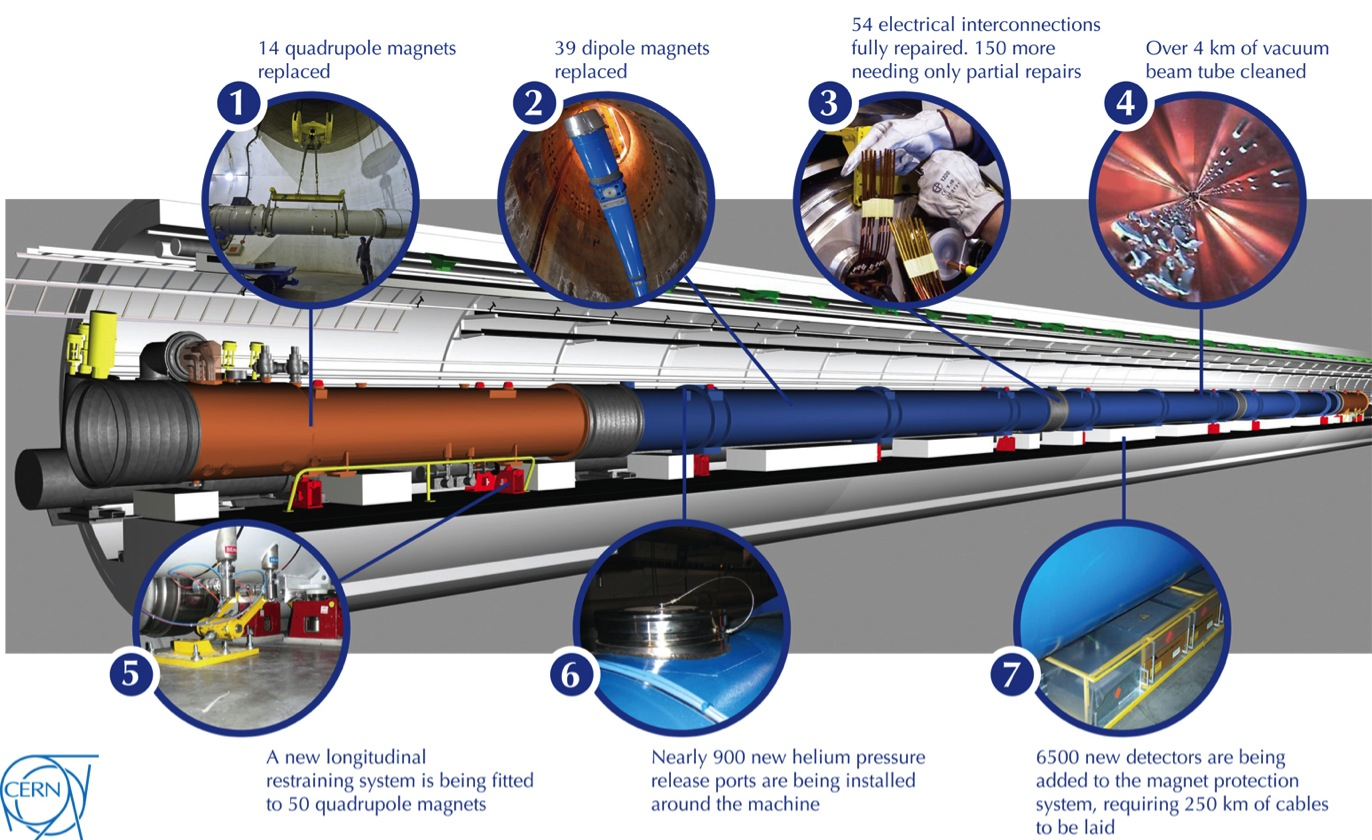 14 quadrupole magnets
replaced
1
39 dipole magnets
replaced
2
54 electrical interconnections
fully repaired. 150 more
needing only partial repairs
3
Over 4 km of vacuum
beam tube cleaned
4
5
A new longitudinal
restraining system is being fitted
to 50 quadrupole magnets
6
Nearly 900 new helium pressure
release ports are being installed
around the machine
7
6500 new detectors are being
added to the magnet protection
system, requiring 250 km of cables
to be laid
CERN